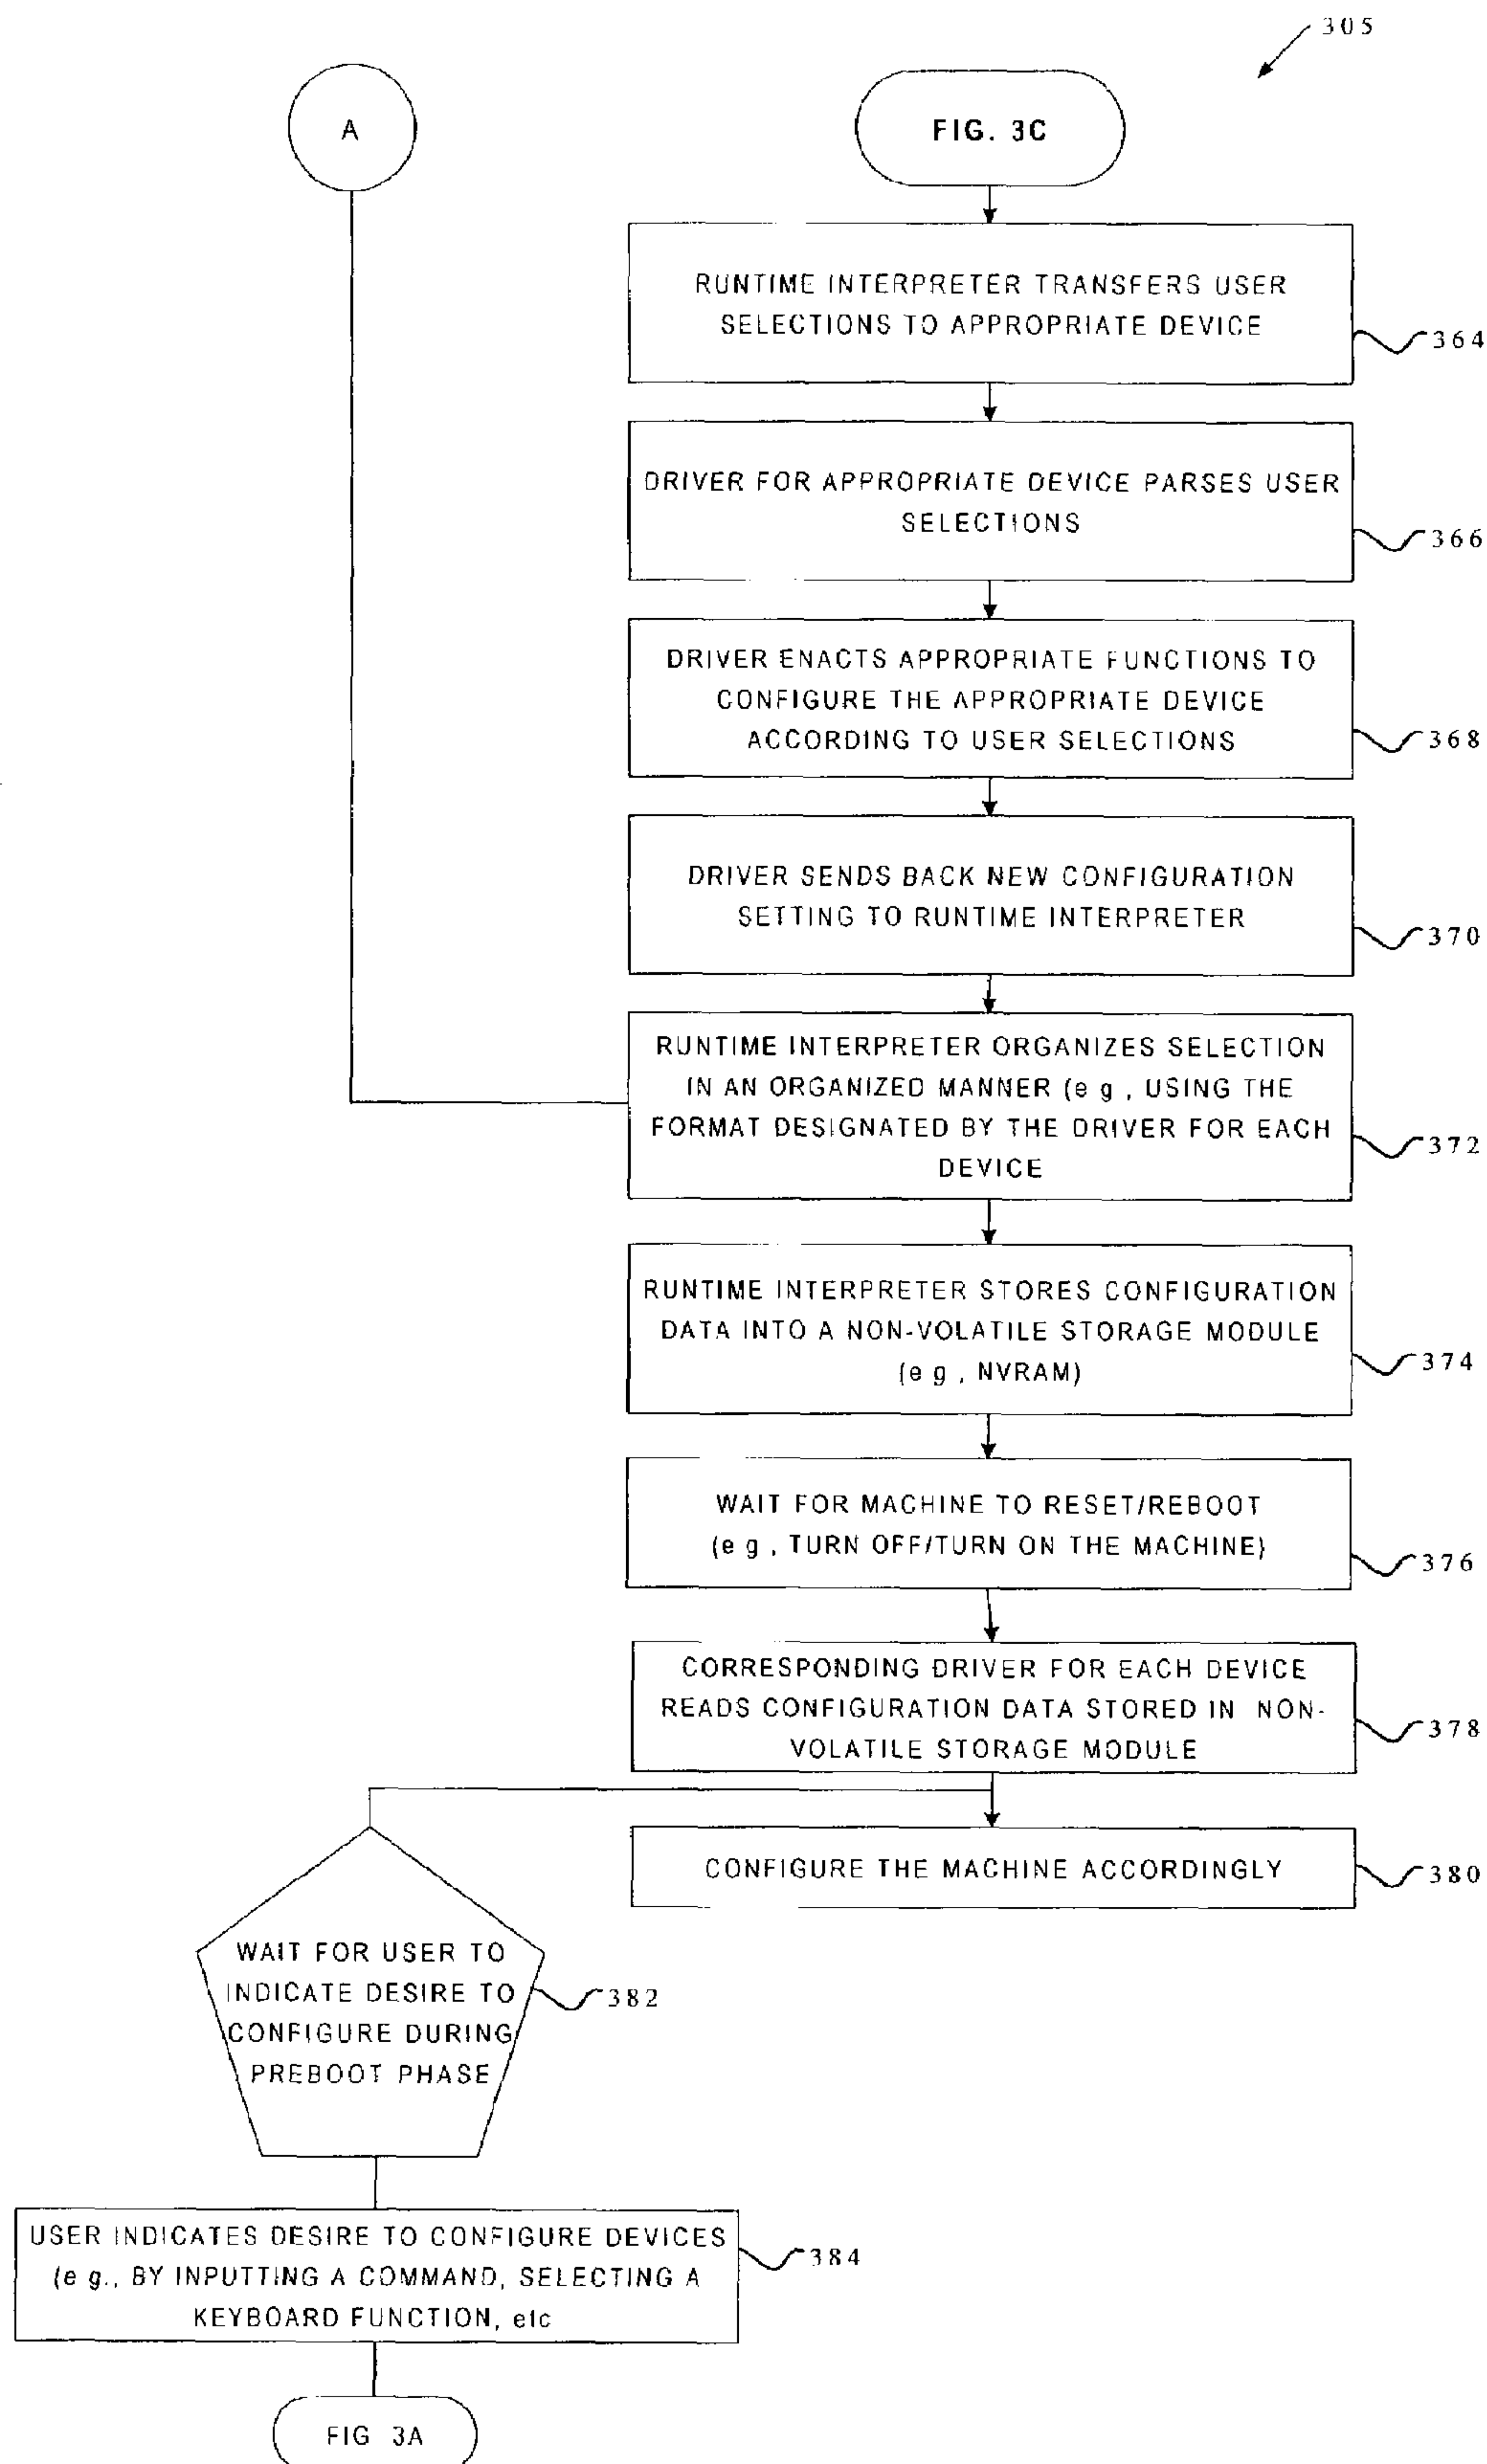 305
A
FIG. 3C
RUNTIME INTERPRETER TRANSFERS USER
SELECTIONS TO APPROPRIATE DEVICE
364
DRIVER FOR APPROPRIATE DEVICE PARSES USER
SELECTIONS
366
DRIVER ENACTS APPROPRIATE FUNCTIONS TO
CONFIGURE THE APPROPRIATE DEVICE
ACCORDING TO USER SELECTIONS
368
DRIVER SENDS BACK NEW CONFIGURATION
SETTING TO RUNTIME INTERPRETER
370
RUNTIME INTERPRETER ORGANIZES SELECTION
IN AN ORGANIZED MANNER (e g , USING THE
FORMAT DESIGNATED BY THE DRIVER FOR EACH
DEVICE
372
RUNTIME INTERPRETER STORES CONFIGURATION
DATA INTO A NON-VOLATILE STORAGE MODULE
(e g , NVRAM)
374
WAIT FOR MACHINE TO RESET/REBOOT
(e g , TURN OFF/TURN ON THE MACHINE)
376
CORRESPONDING DRIVER FOR EACH DEVICE
READS CONFIGURATION DATA STORED IN NON-
VOLATILE STORAGE MODULE
378
CONFIGURE THE MACHINE ACCORDINGLY
380
WAIT FOR USER TO
INDICATE DESIRE TO
CONFIGURE DURING
PREBOOT PHASE
382
USER INDICATES DESIRE TO CONFIGURE DEVICES
(e g., BY INPUTTING A COMMAND, SELECTING A
KEYBOARD FUNCTION, etc
384
FIG 3A